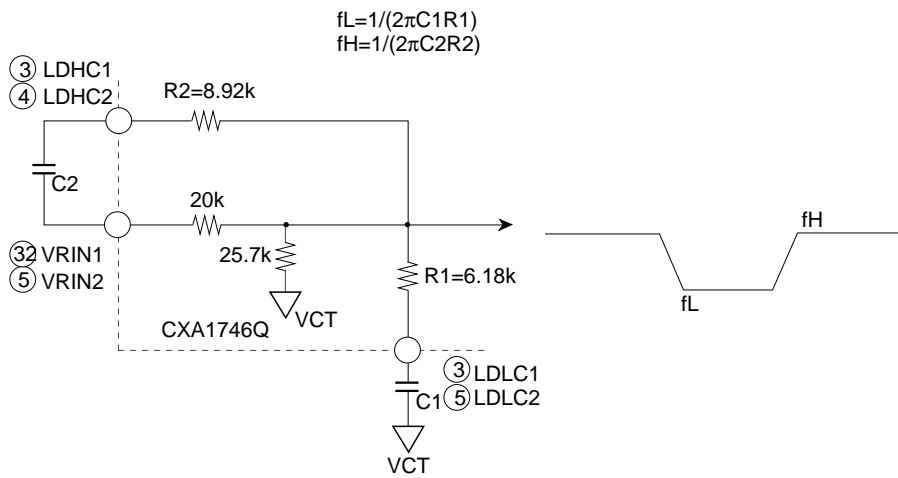 fL=1/(2πC1R1)
fH=1/(2πC2R2)
③ LDHC1
④ LDHC2
R2=8.92k
C2
20k
㉜ VRIN1
⑤ VRIN2
25.7k
VCT
R1=6.18k
fH
fL
CXA1746Q
③ LDLC1
⑤ LDLC2
C1
VCT